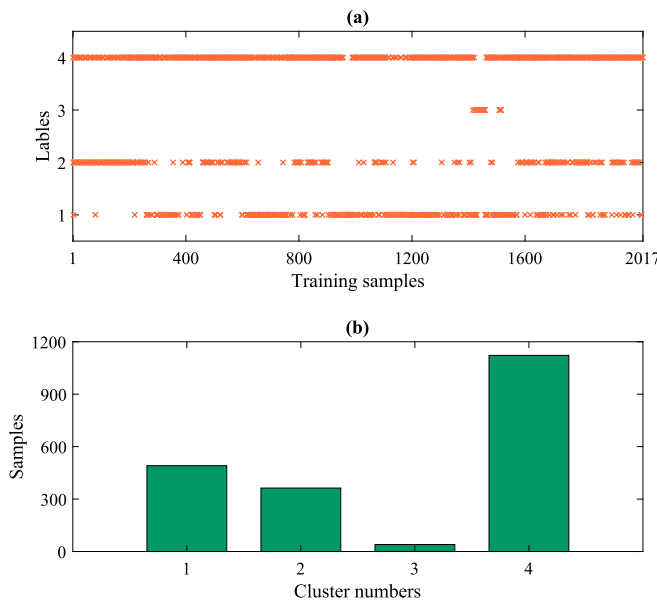 (a)
4
3
2
1
Lables
1 400 800 1200 1600 2017
Training samples
(b)
1200
900
600
300
0
Samples
1 2 3 4
Cluster numbers